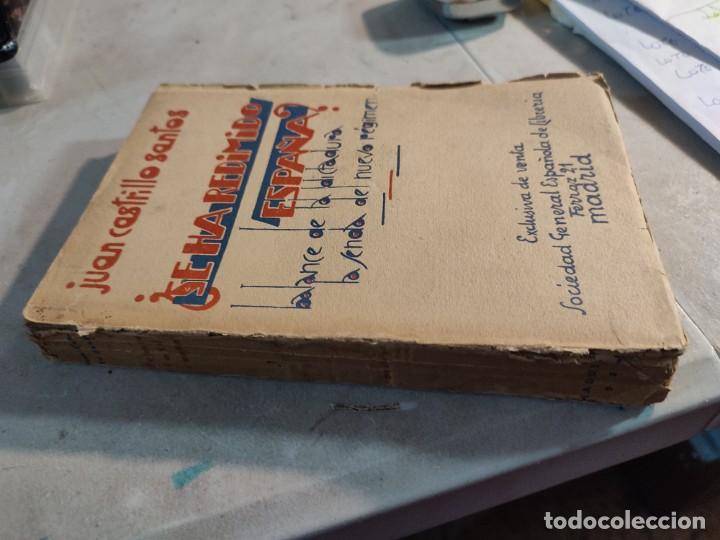 juan castrillo santos
¿SE HA REDIMIDO
ESPAÑA?
balance de la dictadura
la senda del nuevo régimen
Exclusiva de venta
Sociedad General Española de Librería
Ferraz 21
madrid
todocoleccion